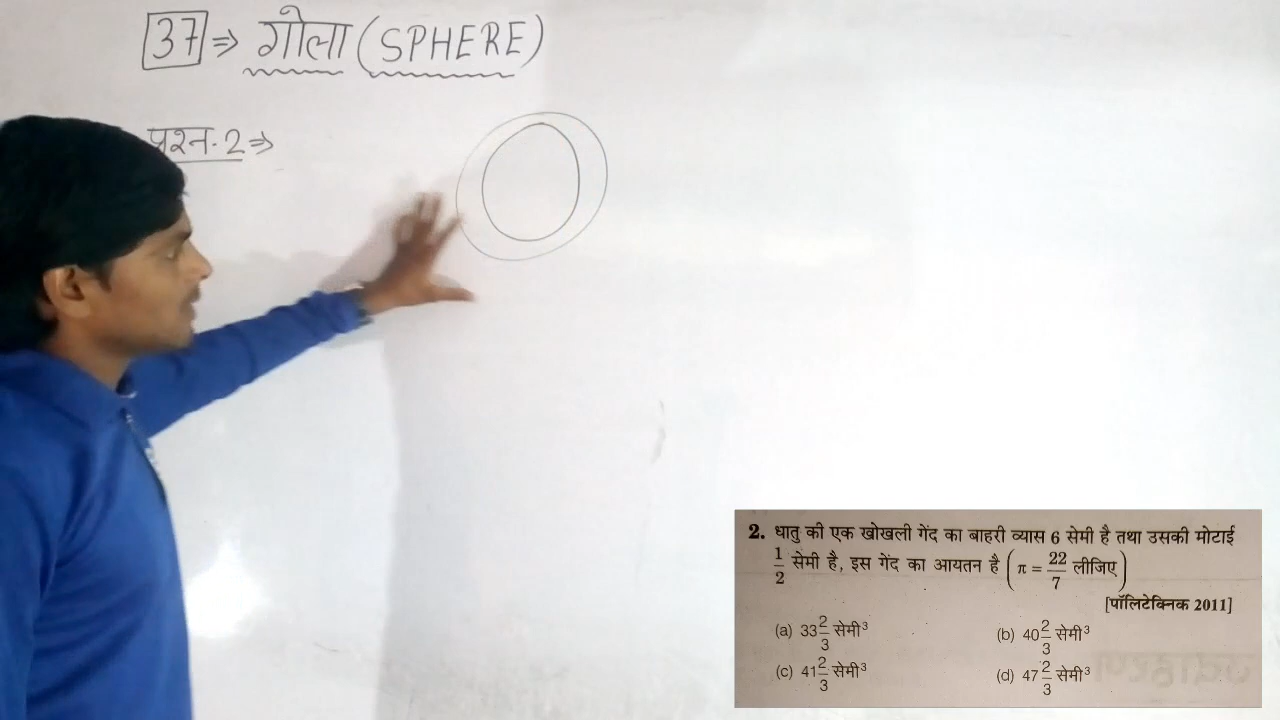 37 ⇒ गोला (SPHERE)
प्रश्न-2 ⇒
2. धातु की एक खोखली गेंद का बाहरी व्यास 6 सेमी है तथा उसकी मोटाई
1/2 सेमी है, इस गेंद का आयतन है (π = 22/7 लीजिए)
[पॉलिटेक्निक 2011]
(a) 33 2/3 सेमी³ (b) 40 2/3 सेमी³
(c) 41 2/3 सेमी³ (d) 47 2/3 सेमी³